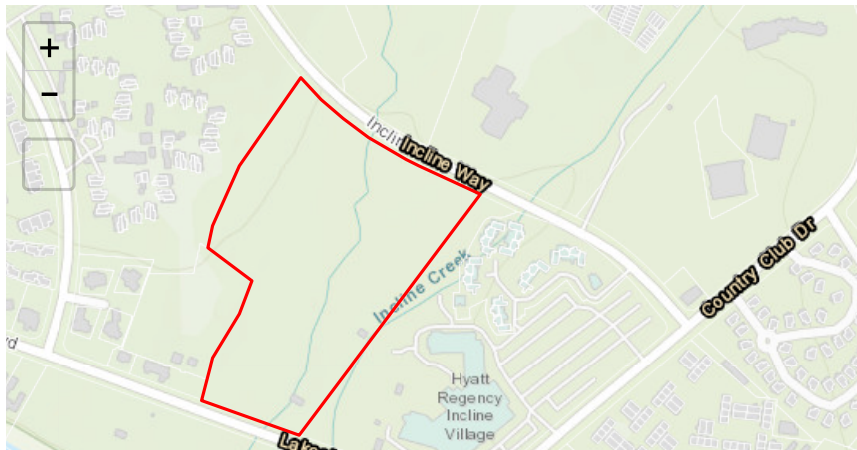 +
−
Incline Way
Country Club Dr
Incline Creek
Hyatt
Regency
Incline
Village